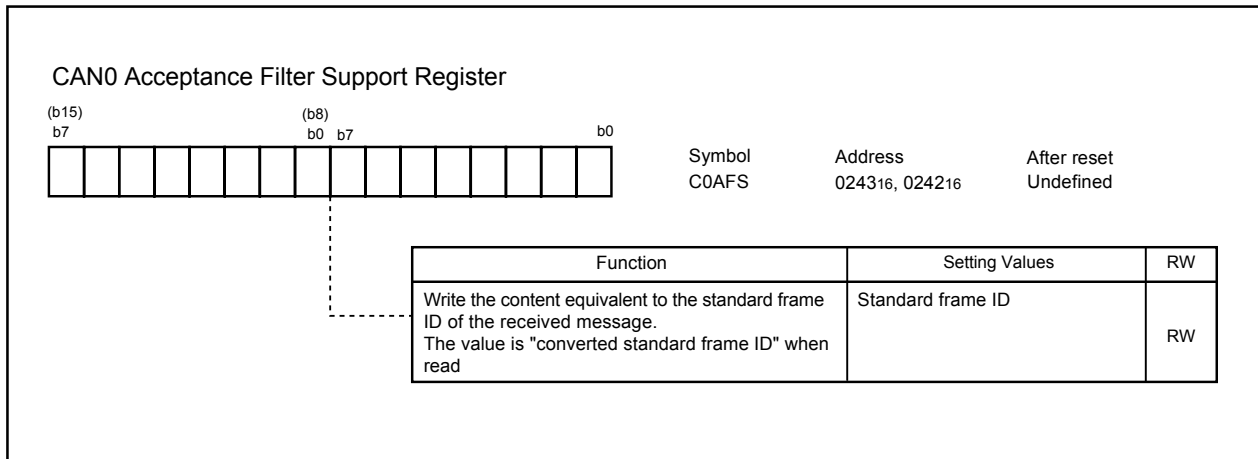 CAN0 Acceptance Filter Support Register
(b15) (b8)
b7 b0 b7 b0
Symbol Address After reset
C0AFS 024316, 024216 Undefined
Function Setting Values RW
Write the content equivalent to the standard frame Standard frame ID
ID of the received message.
The value is "converted standard frame ID" when RW
read